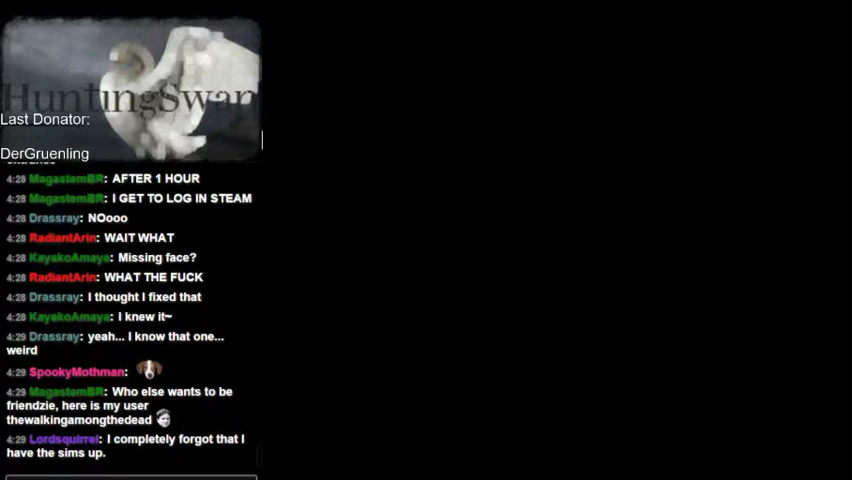 HuntingSwan
Last Donator:
DerGruenling
4:28 MagastemBR: AFTER 1 HOUR
4:28 MagastemBR: I GET TO LOG IN STEAM
4:28 Drassray: NOooo
4:28 RadiantArin: WAIT WHAT
4:28 KayakoAmaya: Missing face?
4:28 RadiantArin: WHAT THE FUCK
4:28 Drassray: I thought I fixed that
4:28 KayakoAmaya: I knew it~
4:29 Drassray: yeah... I know that one...
weird
4:29 SpookyMothman:
4:29 MagastemBR: Who else wants to be
friendzie, here is my user
thewalkingamongthedead
4:29 Lordsquirrel: I completely forgot that I
have the sims up.